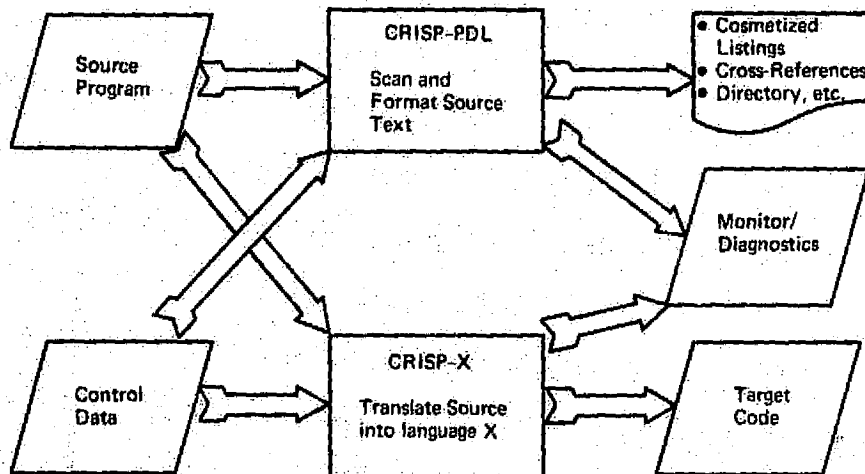 Source
Program
CRISP-PDL
Scan and
Format Source
Text
• Cosmetized
Listings
• Cross-References
• Directory, etc.
Monitor/
Diagnostics
Control
Data
CRISP-X
Translate Source
into language X
Target
Code